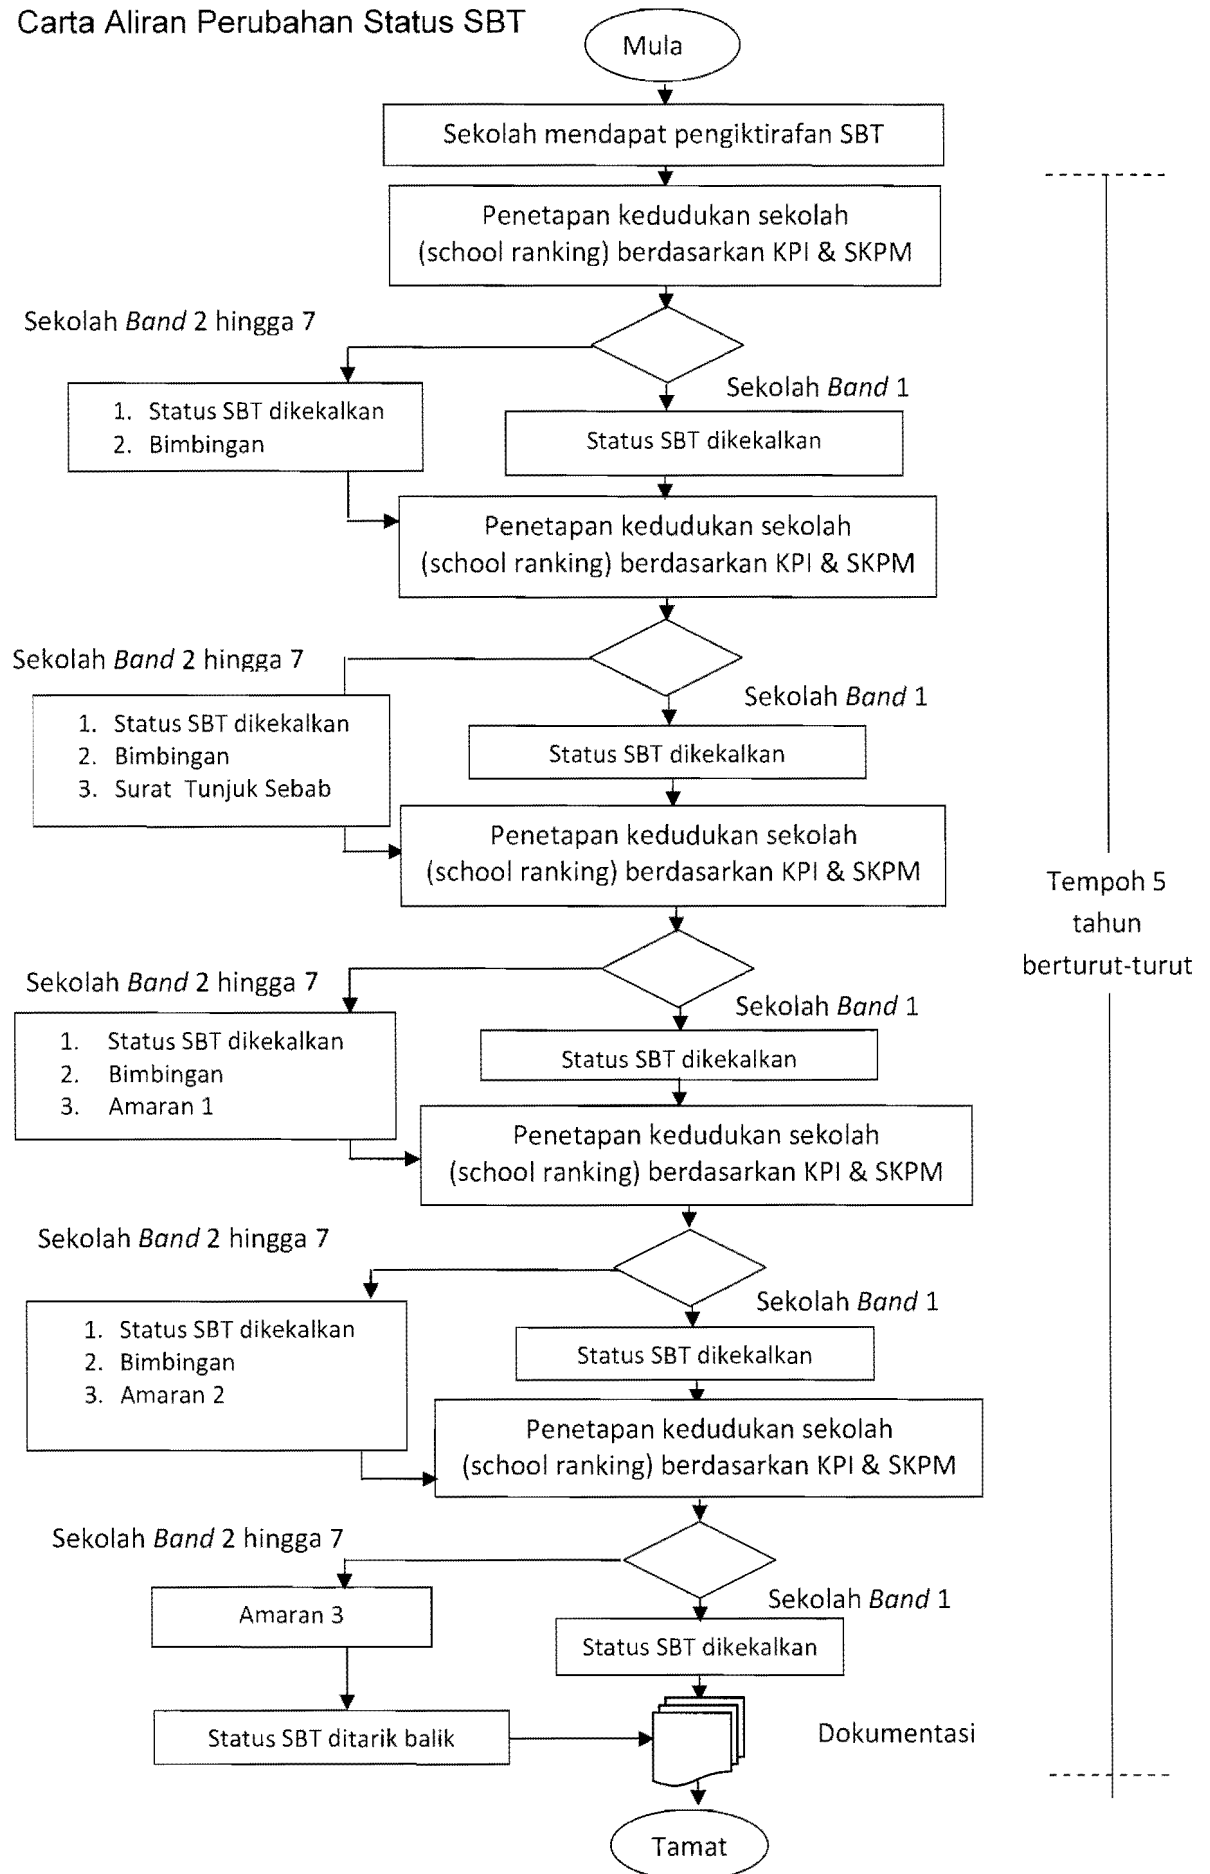 Carta Aliran Perubahan Status SBT
Mula
Sekolah mendapat pengiktirafan SBT
Penetapan kedudukan sekolah
(school ranking) berdasarkan KPI & SKPM
Sekolah Band 2 hingga 7
Sekolah Band 1
1. Status SBT dikekalkan
2. Bimbingan
Status SBT dikekalkan
Penetapan kedudukan sekolah
(school ranking) berdasarkan KPI & SKPM
Sekolah Band 2 hingga 7
Sekolah Band 1
1. Status SBT dikekalkan
2. Bimbingan
3. Surat Tunjuk Sebab
Status SBT dikekalkan
Penetapan kedudukan sekolah
(school ranking) berdasarkan KPI & SKPM
Tempoh 5
tahun
berturut-turut
Sekolah Band 2 hingga 7
Sekolah Band 1
1. Status SBT dikekalkan
2. Bimbingan
3. Amaran 1
Status SBT dikekalkan
Penetapan kedudukan sekolah
(school ranking) berdasarkan KPI & SKPM
Sekolah Band 2 hingga 7
Sekolah Band 1
1. Status SBT dikekalkan
2. Bimbingan
3. Amaran 2
Status SBT dikekalkan
Penetapan kedudukan sekolah
(school ranking) berdasarkan KPI & SKPM
Sekolah Band 2 hingga 7
Sekolah Band 1
Amaran 3
Status SBT dikekalkan
Status SBT ditarik balik
Dokumentasi
Tamat